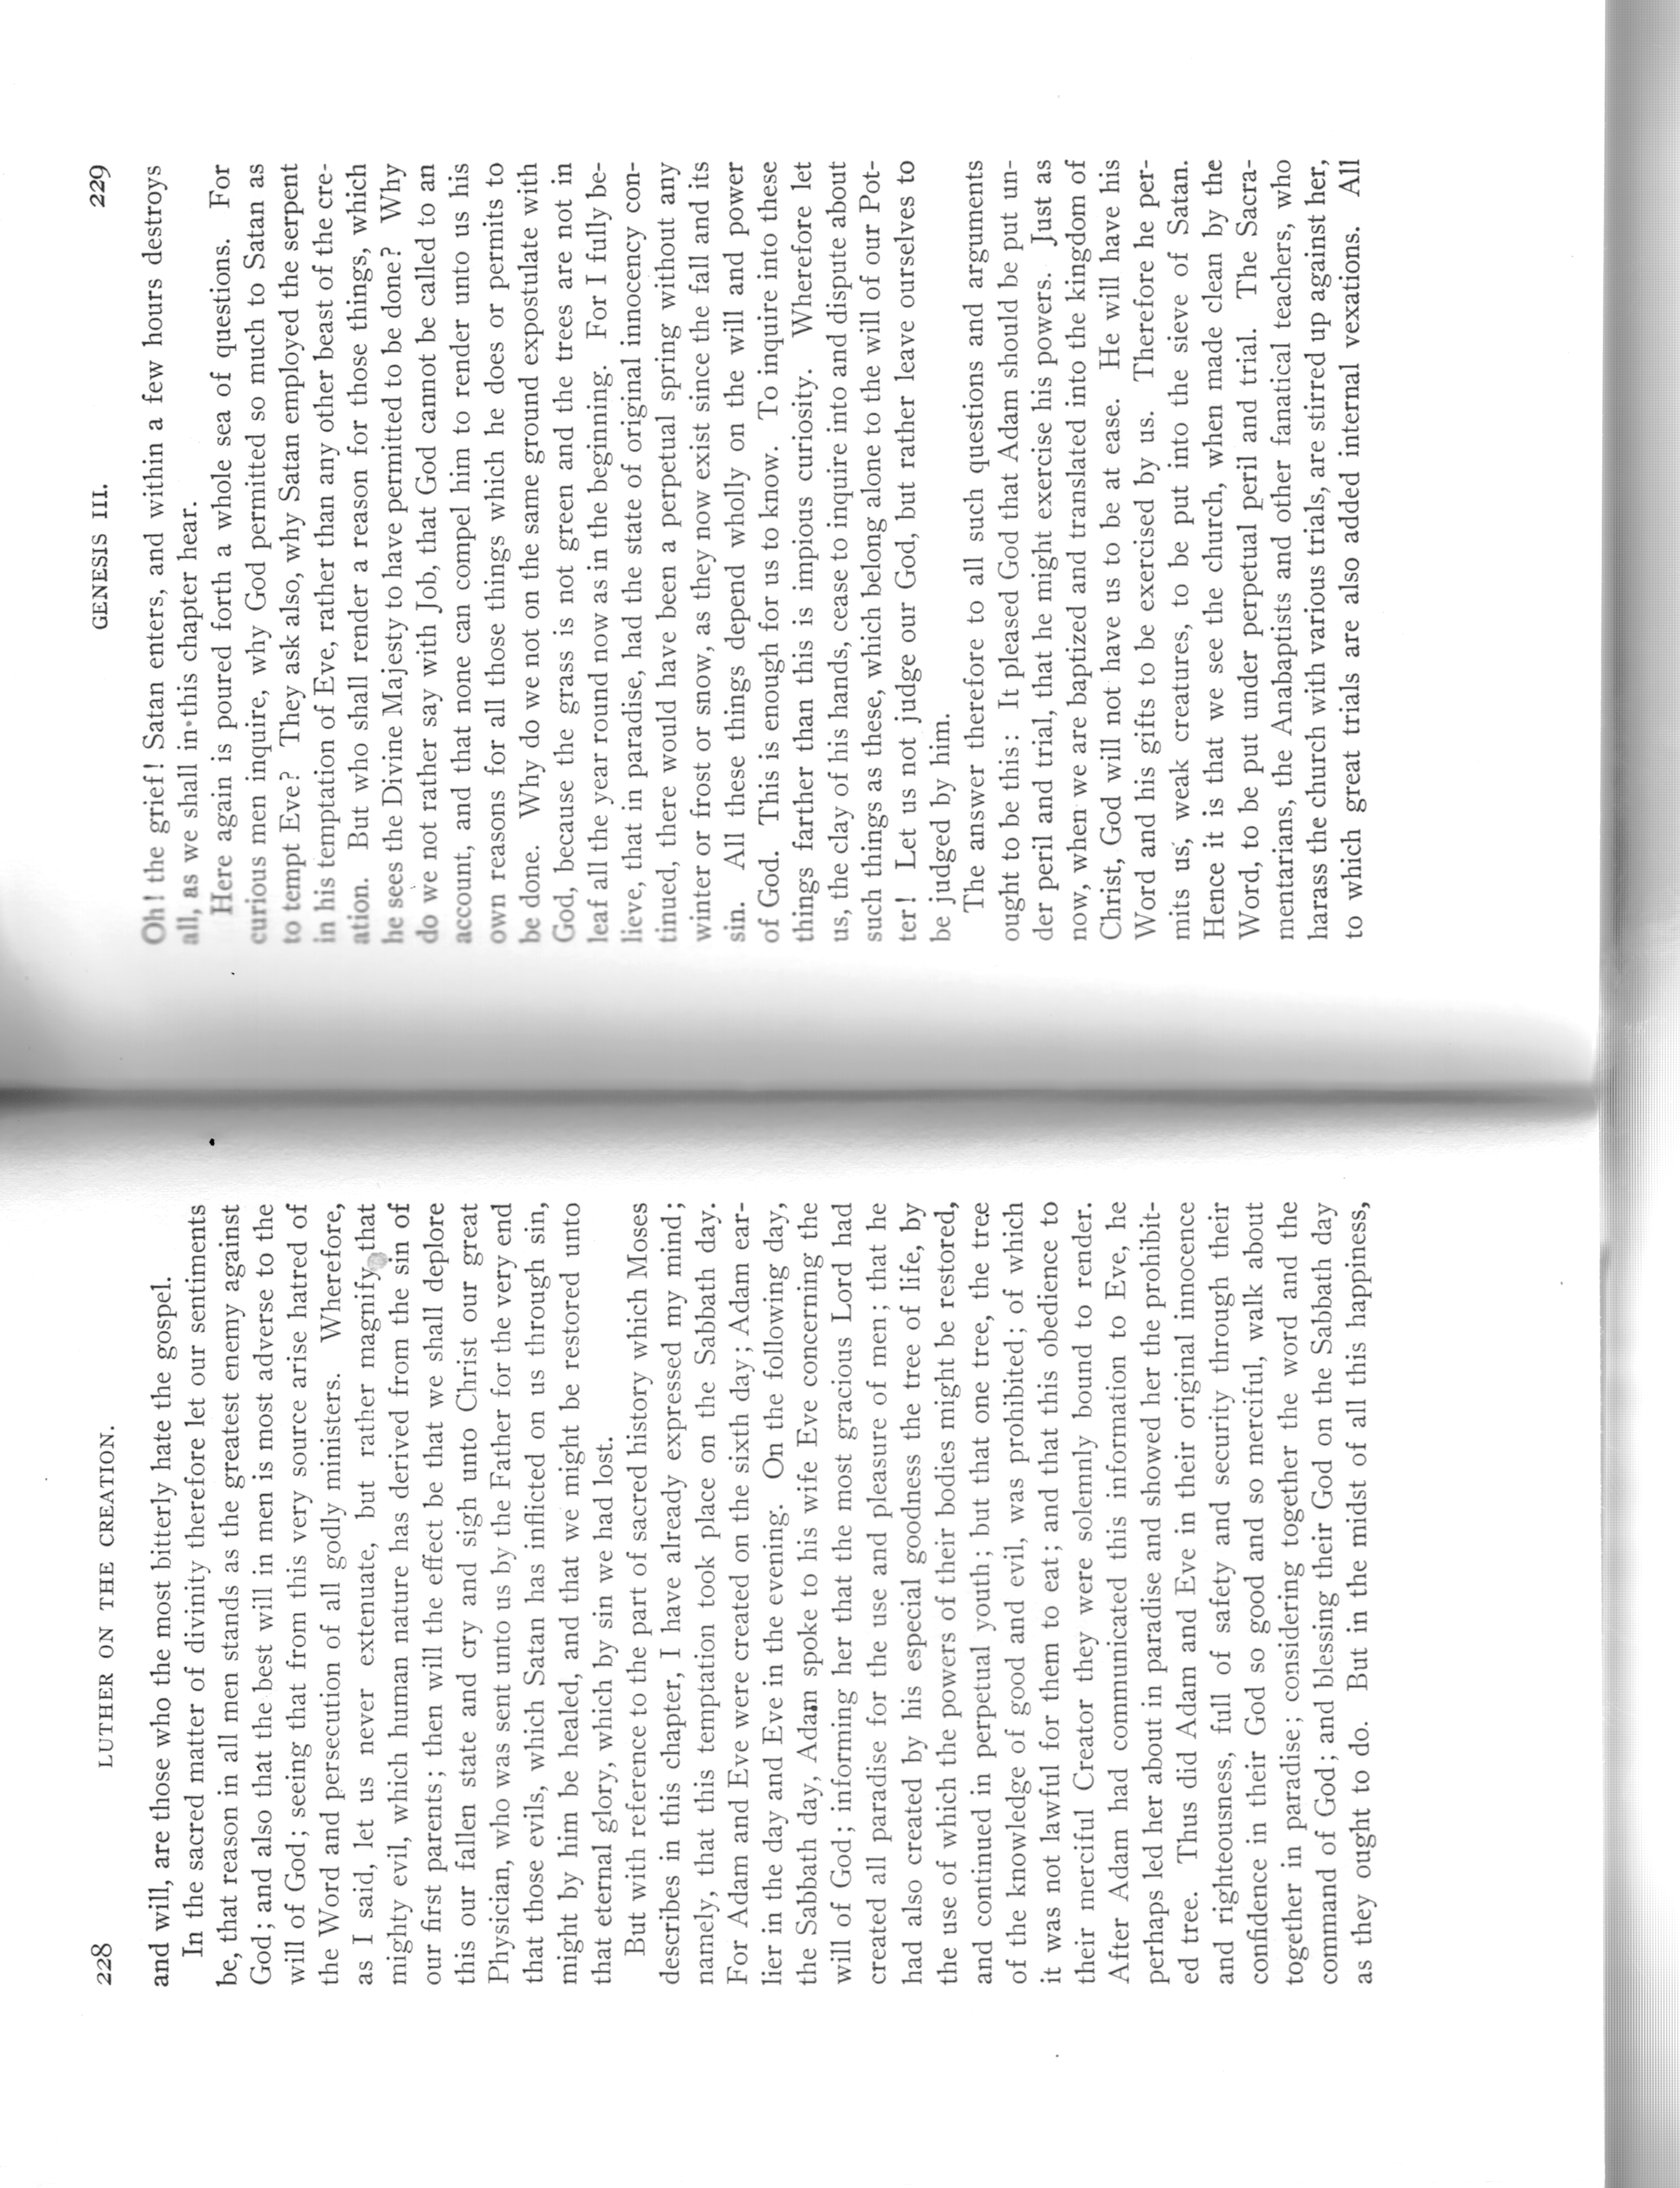 228 LUTHER ON THE CREATION.
and will, are those who the most bitterly hate the gospel.
In the sacred matter of divinity therefore let our sentiments
be, that reason in all men stands as the greatest enemy against
God; and also that the best will in men is most adverse to the
will of God; seeing that from this very source arise hatred of
the Word and persecution of all godly ministers. Wherefore,
as I said, let us never extenuate, but rather magnify that
mighty evil, which human nature has derived from the sin of
our first parents; then will the effect be that we shall deplore
this our fallen state and cry and sigh unto Christ our great
Physician, who was sent unto us by the Father for the very end
that those evils, which Satan has inflicted on us through sin,
might by him be healed, and that we might be restored unto
that eternal glory, which by sin we had lost.
But with reference to the part of sacred history which Moses
describes in this chapter, I have already expressed my mind;
namely, that this temptation took place on the Sabbath day.
For Adam and Eve were created on the sixth day; Adam ear-
lier in the day and Eve in the evening. On the following day,
the Sabbath day, Adam spoke to his wife Eve concerning the
will of God; informing her that the most gracious Lord had
created all paradise for the use and pleasure of men; that he
had also created by his especial goodness the tree of life, by
the use of which the powers of their bodies might be restored,
and continued in perpetual youth; but that one tree, the tree
of the knowledge of good and evil, was prohibited; of which
it was not lawful for them to eat; and that this obedience to
their merciful Creator they were solemnly bound to render.
After Adam had communicated this information to Eve, he
perhaps led her about in paradise and showed her the prohibit-
ed tree. Thus did Adam and Eve in their original innocence
and righteousness, full of safety and security through their
confidence in their God so good and so merciful, walk about
together in paradise; considering together the word and the
command of God; and blessing their God on the Sabbath day
as they ought to do. But in the midst of all this happiness,
GENESIS III. 229
Oh! the grief! Satan enters, and within a few hours destroys
all, as we shall in this chapter hear.
Here again is poured forth a whole sea of questions. For
curious men inquire, why God permitted so much to Satan as
to tempt Eve? They ask also, why Satan employed the serpent
in his temptation of Eve, rather than any other beast of the cre-
ation. But who shall render a reason for those things, which
he sees the Divine Majesty to have permitted to be done? Why
do we not rather say with Job, that God cannot be called to an
account, and that none can compel him to render unto us his
own reasons for all those things which he does or permits to
be done. Why do we not on the same ground expostulate with
God, because the grass is not green and the trees are not in
leaf all the year round now as in the beginning. For I fully be-
lieve, that in paradise, had the state of original innocency con-
tinued, there would have been a perpetual spring without any
winter or frost or snow, as they now exist since the fall and its
sin. All these things depend wholly on the will and power
of God. This is enough for us to know. To inquire into these
things farther than this is impious curiosity. Wherefore let
us, the clay of his hands, cease to inquire into and dispute about
such things as these, which belong alone to the will of our Pot-
ter! Let us not judge our God, but rather leave ourselves to
be judged by him.
The answer therefore to all such questions and arguments
ought to be this: It pleased God that Adam should be put un-
der peril and trial, that he might exercise his powers. Just as
now, when we are baptized and translated into the kingdom of
Christ, God will not have us to be at ease. He will have his
Word and his gifts to be exercised by us. Therefore he per-
mits us, weak creatures, to be put into the sieve of Satan.
Hence it is that we see the church, when made clean by the
Word, to be put under perpetual peril and trial. The Sacra-
mentarians, the Anabaptists and other fanatical teachers, who
harass the church with various trials, are stirred up against her,
to which great trials are also added internal vexations. All